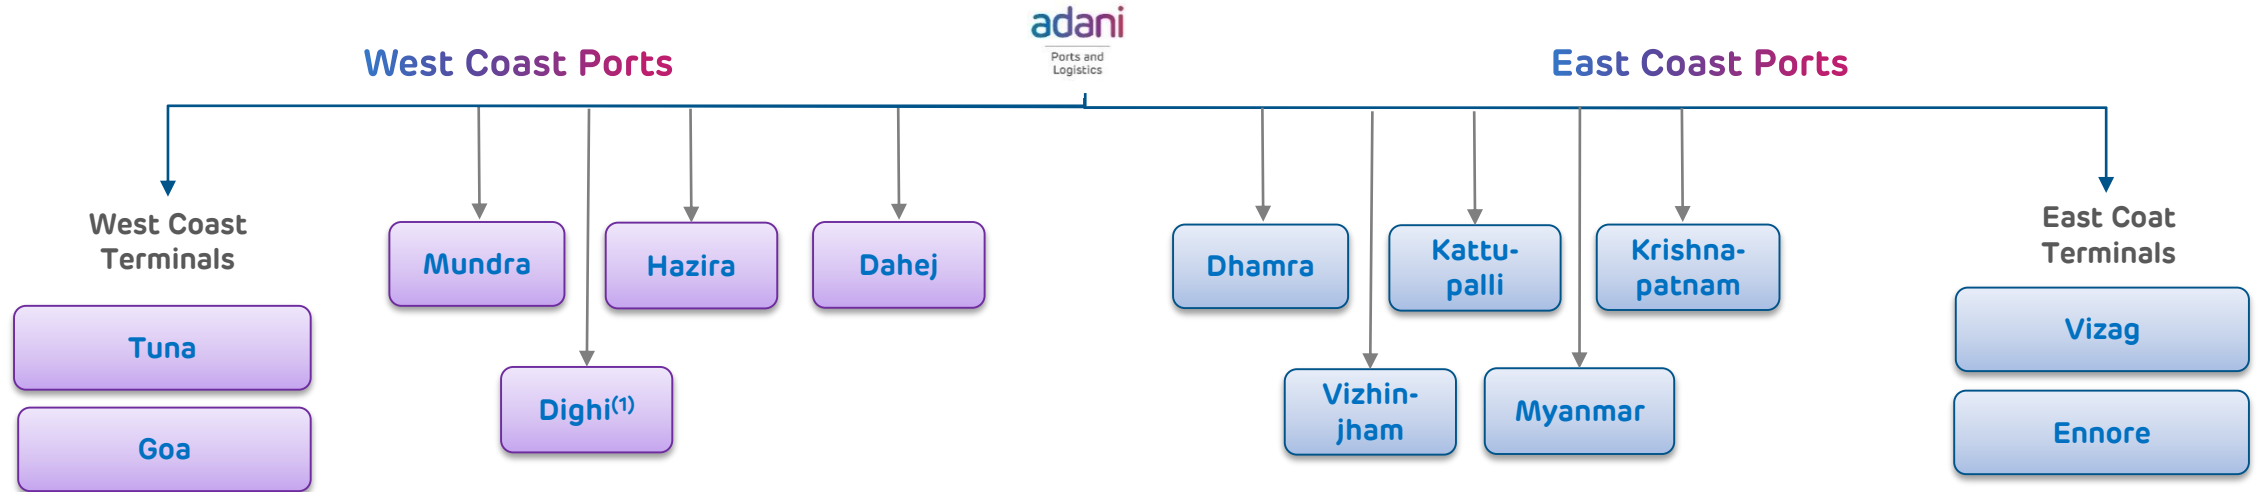 adani
Ports and
Logistics
West Coast Ports
East Coast Ports
West Coast
Terminals
Tuna
Goa
Mundra
Dighi(1)
Hazira
Dahej
Dhamra
Vizhin-
jham
Kattu-
palli
Myanmar
Krishna-
patnam
East Coat
Terminals
Vizag
Ennore